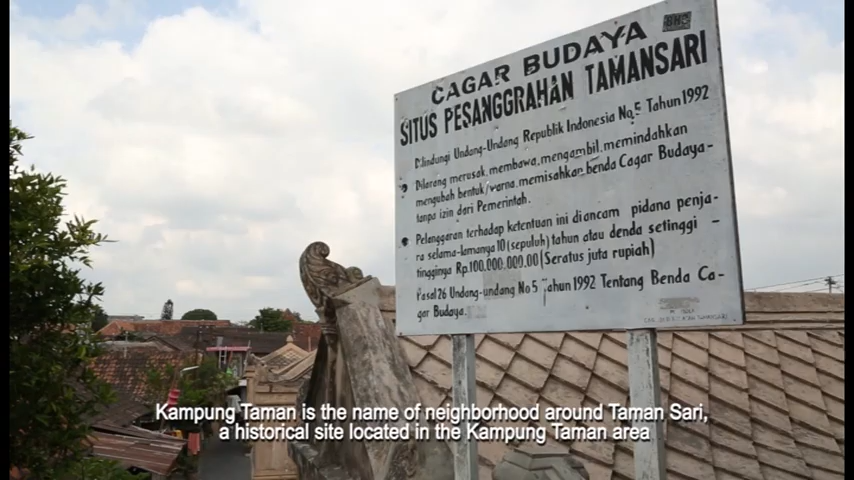 CAGAR BUDAYA
SITUS PESANGGRAHAN TAMANSARI
Dilindungi Undang-Undang Republik Indonesia No.5 Tahun 1992
Dilarang merusak, membawa, mengambil, memindahkan
mengubah bentuk/warna, memisahkan benda Cagar Budaya-
tanpa izin dari Pemerintah.
Pelanggaran terhadap ketentuan ini diancam pidana penja-
ra selama-lamanya 10 (sepuluh) tahun atau denda setinggi-
tingginya Rp.100.000.000.00 (Seratus juta rupiah)
Pasal 26 Undang-undang No 5 Tahun 1992 Tentang Benda Ca-
gar Budaya.
Kampung Taman is the name of neighborhood around Taman Sari,
a historical site located in the Kampung Taman area